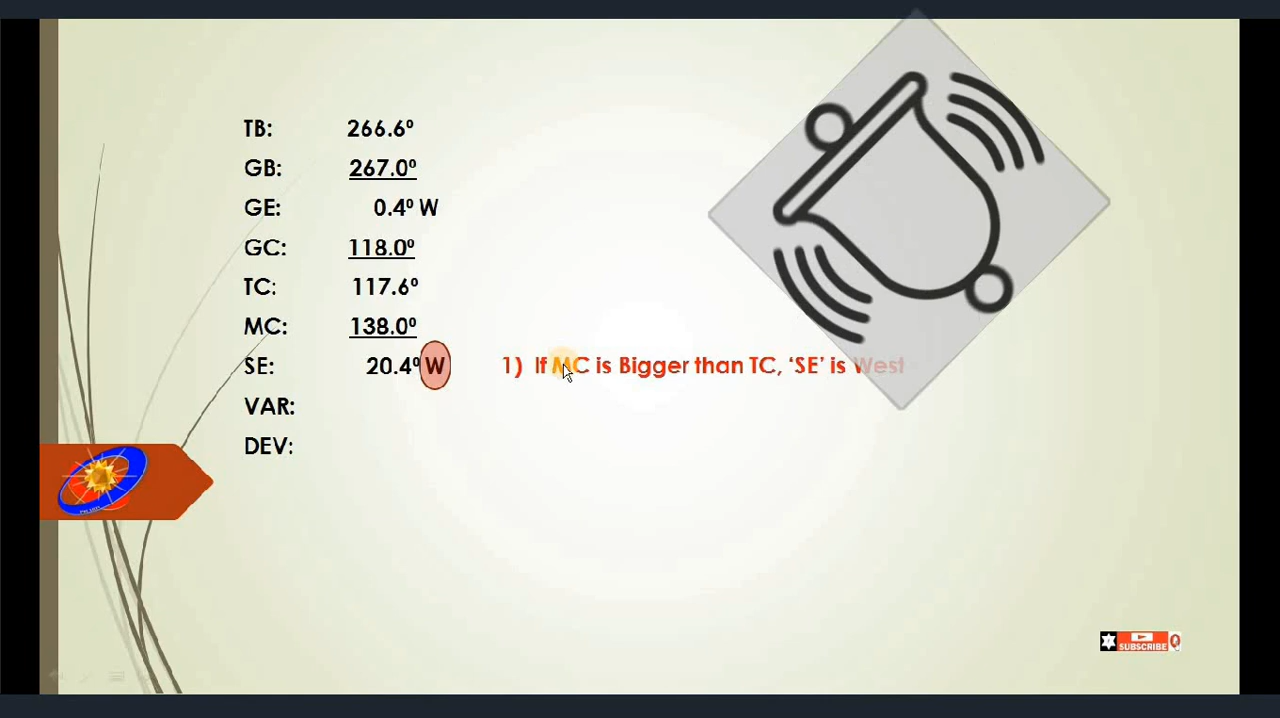 TB: 266.6º
GB: 267.0º
GE: 0.4º W
GC: 118.0º
TC: 117.6º
MC: 138.0º
SE: 20.4º W 1) If MC is Bigger than TC, ‘SE’ is West
VAR:
DEV:
SUBSCRIBE